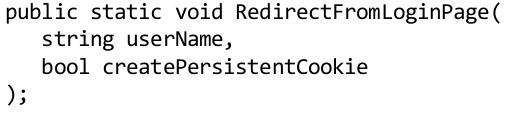 public static void RedirectFromLoginPage(
   string userName,
   bool createPersistentCookie
);